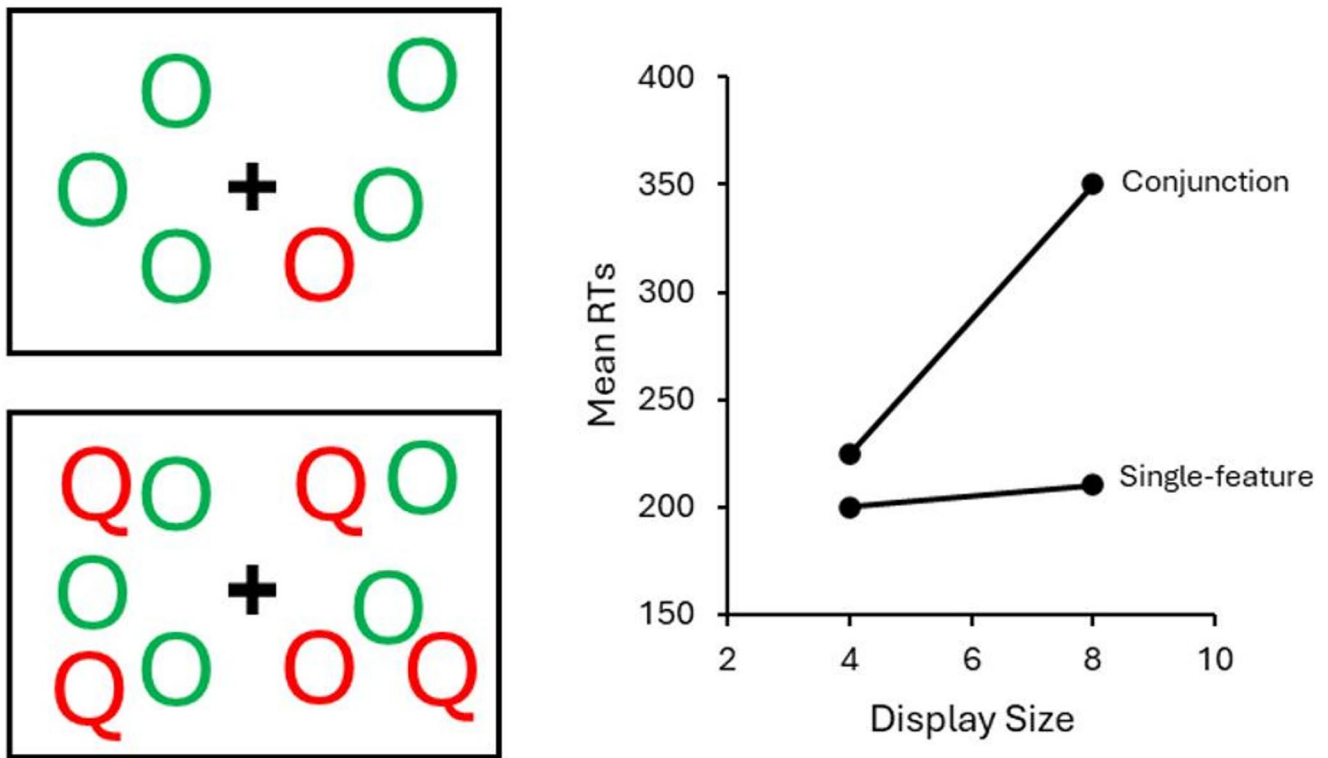 O O
O + O
O O
Q O Q O
O + O
Q O O Q
400
350
300
250
200
150
Mean RTs
2 4 6 8 10
Display Size
Conjunction
Single-feature